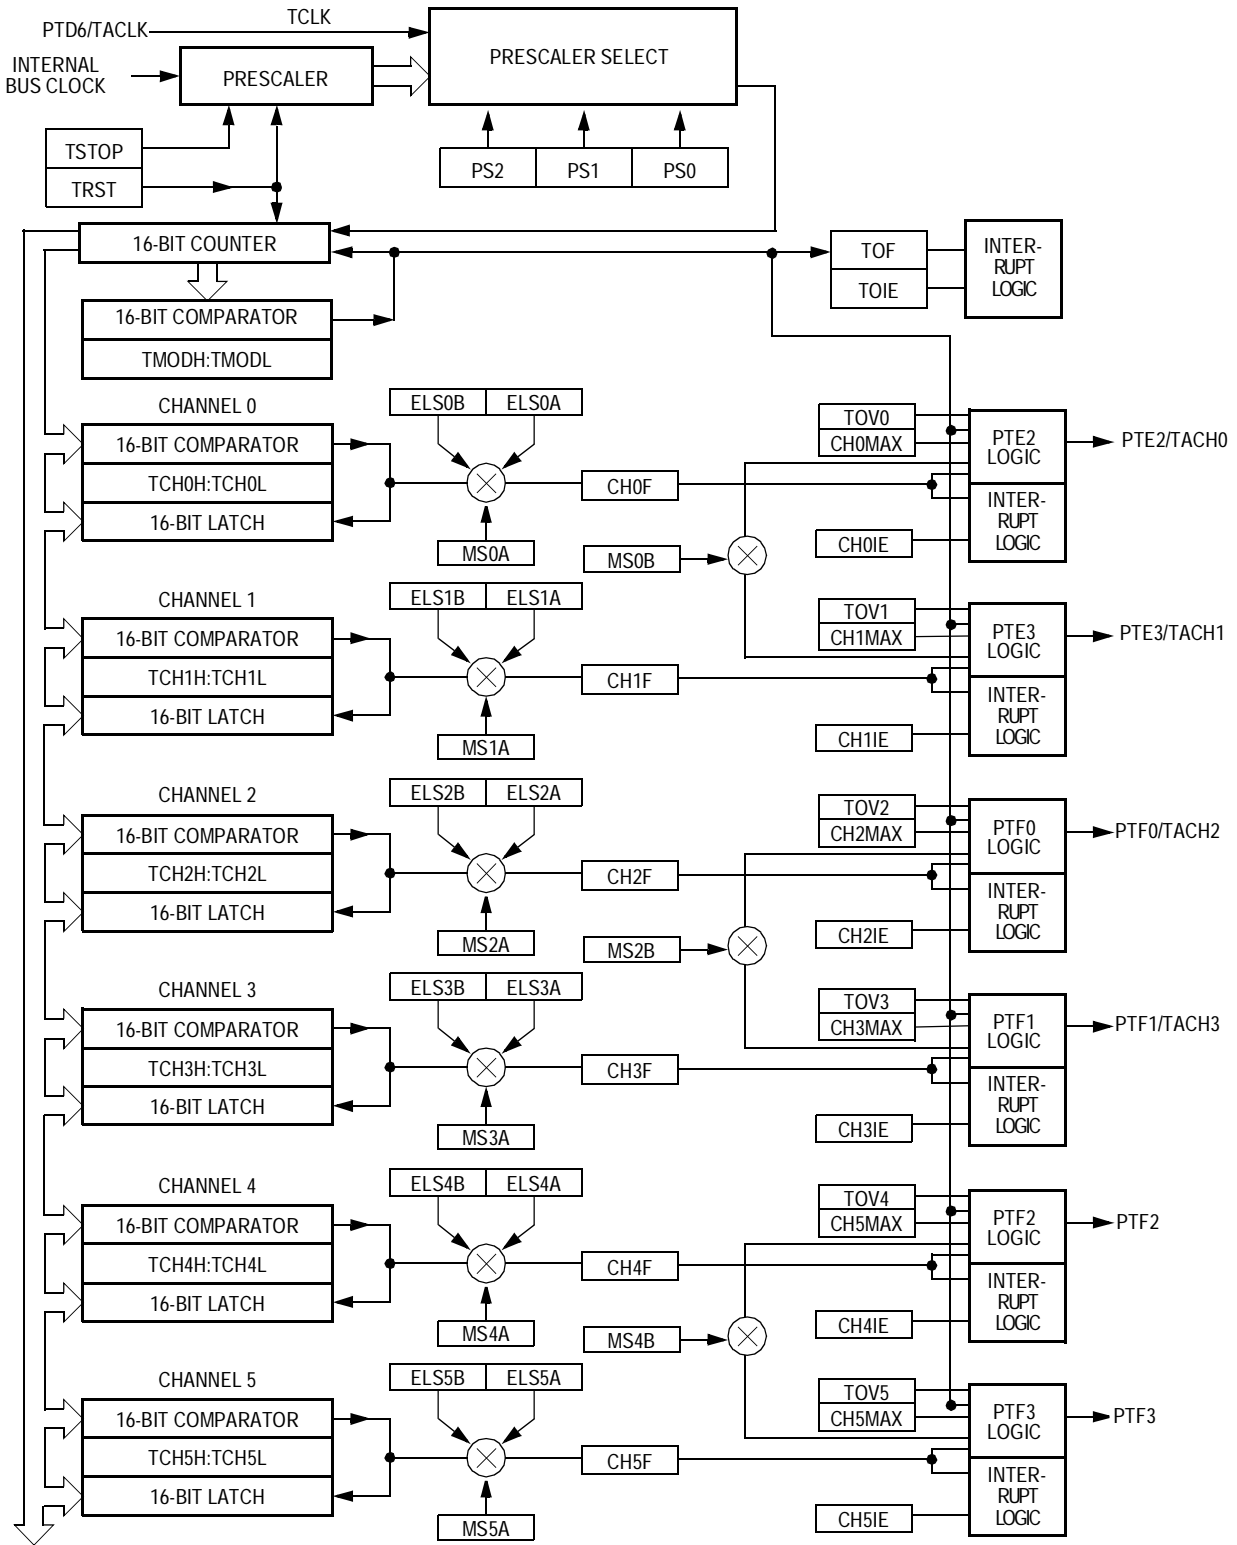 TCLK
PTD6/TACLK
PRESCALER SELECT
INTERNAL
BUS CLOCK
PRESCALER
TSTOP
TRST
PS2 PS1 PS0
16-BIT COUNTER
TOF
TOIE
INTER-
RUPT
LOGIC
16-BIT COMPARATOR
TMODH:TMODL
CHANNEL 0
16-BIT COMPARATOR
TCH0H:TCH0L
16-BIT LATCH
ELS0B ELS0A
MS0A
CH0F
MS0B
TOV0
CH0MAX
CH0IE
PTE2
LOGIC
INTER-
RUPT
LOGIC
PTE2/TACH0
CHANNEL 1
16-BIT COMPARATOR
TCH1H:TCH1L
16-BIT LATCH
ELS1B ELS1A
MS1A
CH1F
TOV1
CH1MAX
CH1IE
PTE3
LOGIC
INTER-
RUPT
LOGIC
PTE3/TACH1
CHANNEL 2
16-BIT COMPARATOR
TCH2H:TCH2L
16-BIT LATCH
ELS2B ELS2A
MS2A
CH2F
MS2B
TOV2
CH2MAX
CH2IE
PTF0
LOGIC
INTER-
RUPT
LOGIC
PTF0/TACH2
CHANNEL 3
16-BIT COMPARATOR
TCH3H:TCH3L
16-BIT LATCH
ELS3B ELS3A
MS3A
CH3F
TOV3
CH3MAX
CH3IE
PTF1
LOGIC
INTER-
RUPT
LOGIC
PTF1/TACH3
CHANNEL 4
16-BIT COMPARATOR
TCH4H:TCH4L
16-BIT LATCH
ELS4B ELS4A
MS4A
CH4F
MS4B
TOV4
CH5MAX
CH4IE
PTF2
LOGIC
INTER-
RUPT
LOGIC
PTF2
CHANNEL 5
16-BIT COMPARATOR
TCH5H:TCH5L
16-BIT LATCH
ELS5B ELS5A
MS5A
CH5F
TOV5
CH5MAX
CH5IE
PTF3
LOGIC
INTER-
RUPT
LOGIC
PTF3